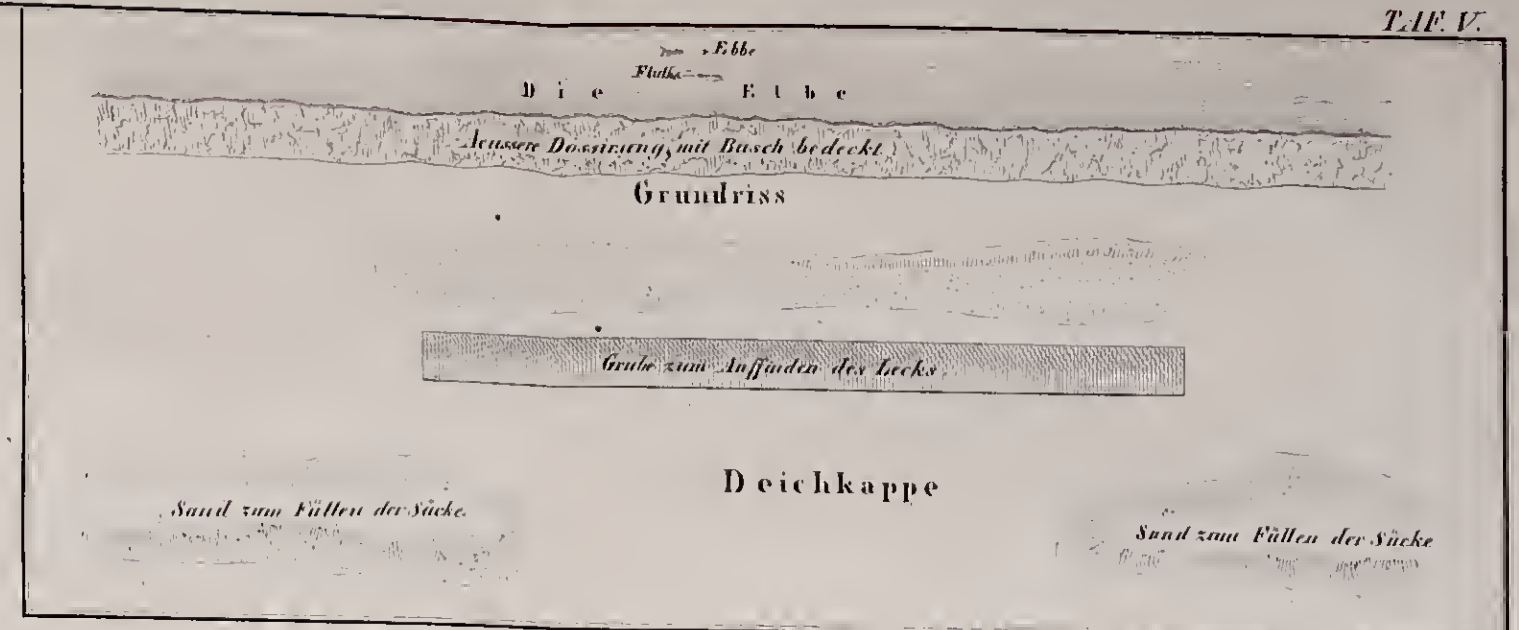 TAF. V.
Ebbe
Fluthe
Die Elbe
Aeussere Dossirung, mit Busch bedeckt.
Grundriss
Grube zum Auffinden des Lecks.
Deichkappe
Sand zum Füllen der Säcke.
Sand zum Füllen der Säcke